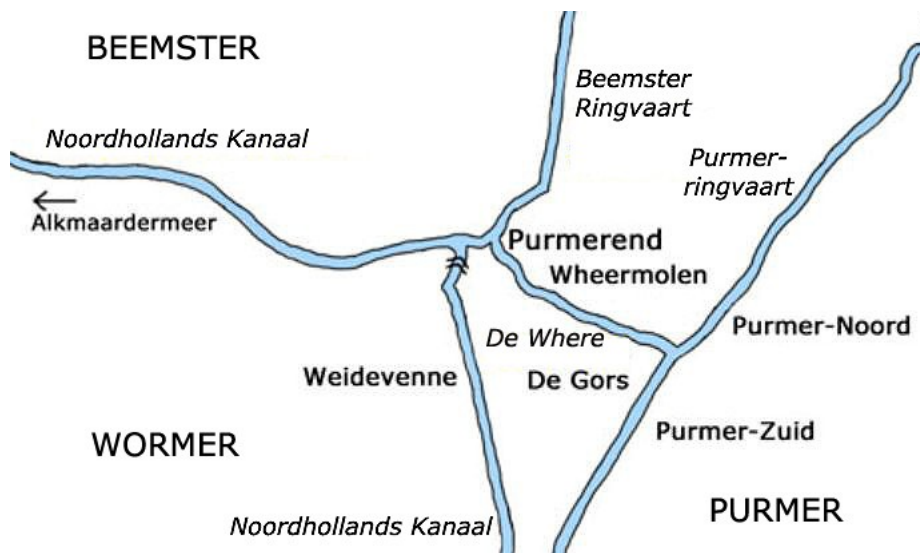 BEEMSTER
Beemster
Ringvaart
Noordhollands Kanaal
Purmer-
ringvaart
Alkmaardermeer
Purmerend
Wheermolen
Purmer-Noord
De Where
Weidevenne
De Gors
Purmer-Zuid
WORMER
PURMER
Noordhollands Kanaal